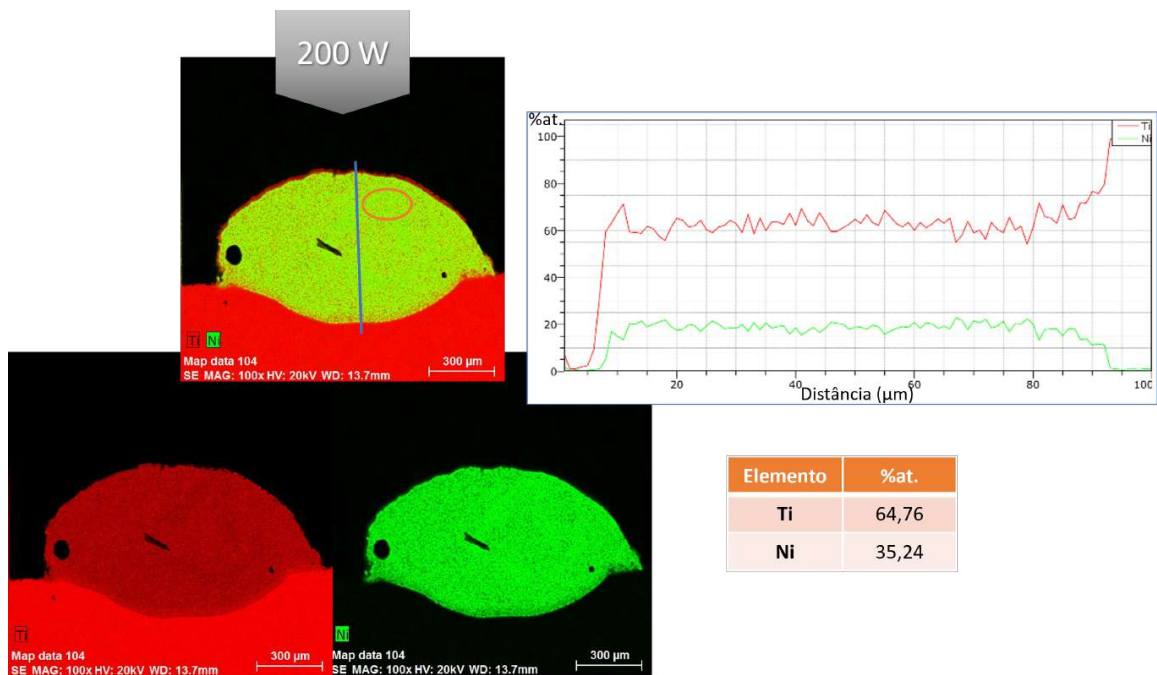 200 W
Ti Ni
Map data 104
SE MAG: 100x HV: 20kV WD: 13.7mm
300 µm
%at.
100
80
60
40
20
0
20
40
60
80
100
Distância (µm)
Ti
Ni
Ti
Map data 104
SE MAG: 100x HV: 20kV WD: 13.7mm
300 µm
Ni
Map data 104
SE MAG: 100x HV: 20kV WD: 13.7mm
300 µm
Elemento %at.
Ti 64,76
Ni 35,24